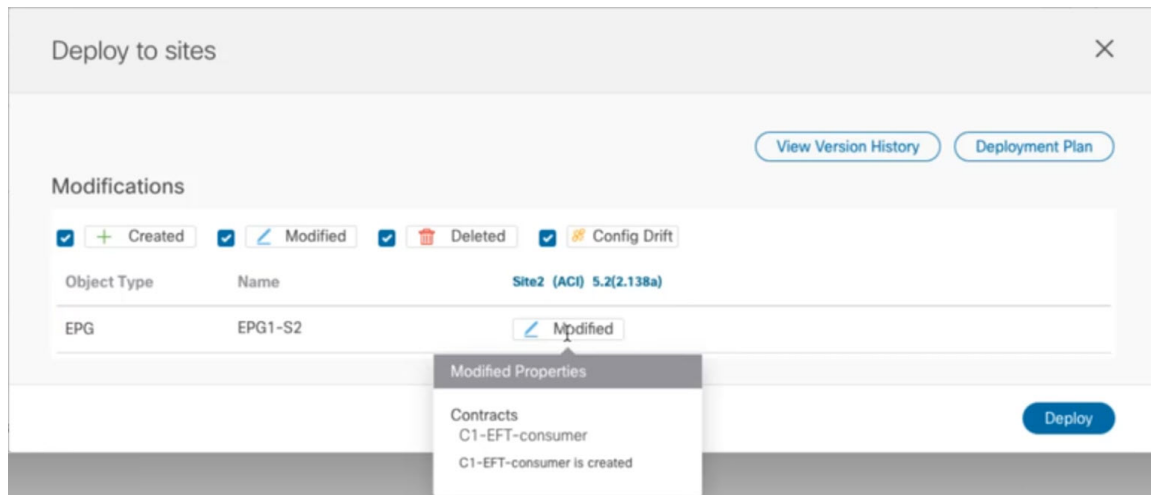 Deploy to sites
View Version History
Deployment Plan
Modifications
Created
Modified
Deleted
Config Drift
Object Type Name Site2 (ACI) 5.2(2.138a)
EPG EPG1-S2 Modified
Modified Properties
Contracts
C1-EFT-consumer
C1-EFT-consumer is created
Deploy